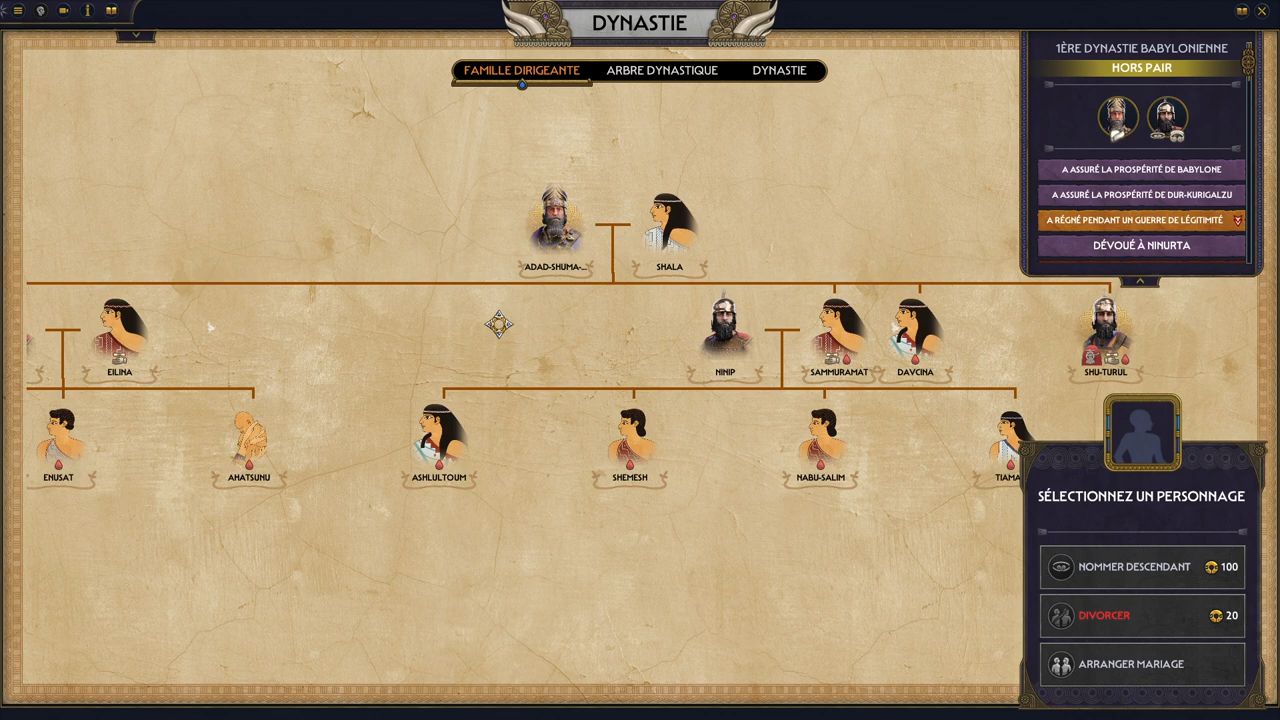 DYNASTIE
FAMILLE DIRIGEANTE
ARBRE DYNASTIQUE
DYNASTIE
1ÈRE DYNASTIE BABYLONIENNE
HORS PAIR
A ASSURÉ LA PROSPÉRITÉ DE BABYLONE
A ASSURÉ LA PROSPÉRITÉ DE DUR-KURIGALZU
A RÉGNÉ PENDANT UN GUERRE DE LÉGITIMITÉ
DÉVOUÉ À NINURTA
ADAD-SHUMA-...
SHALA
EILINA
NINIP
SAMMURAMAT
DAVCINA
SHU-TURUL
ENUSAT
AHATSUNU
ASHLULTOUM
SHEMESH
NABU-SALIM
TIAMA
SÉLECTIONNEZ UN PERSONNAGE
NOMMER DESCENDANT 100
DIVORCER 20
ARRANGER MARIAGE